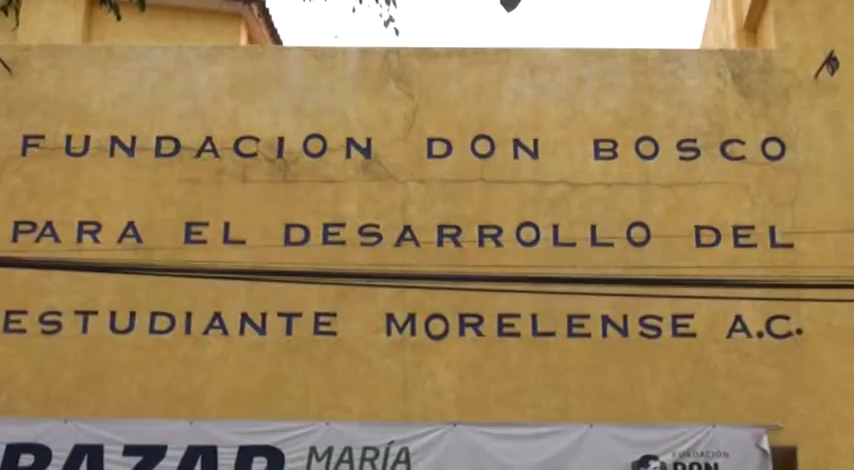 FUNDACION DON BOSCO
PARA EL DESARROLLO DEL
ESTUDIANTE MORELENSE A.C.
BAZAR MARÍA
FUNDACIÓN
DON